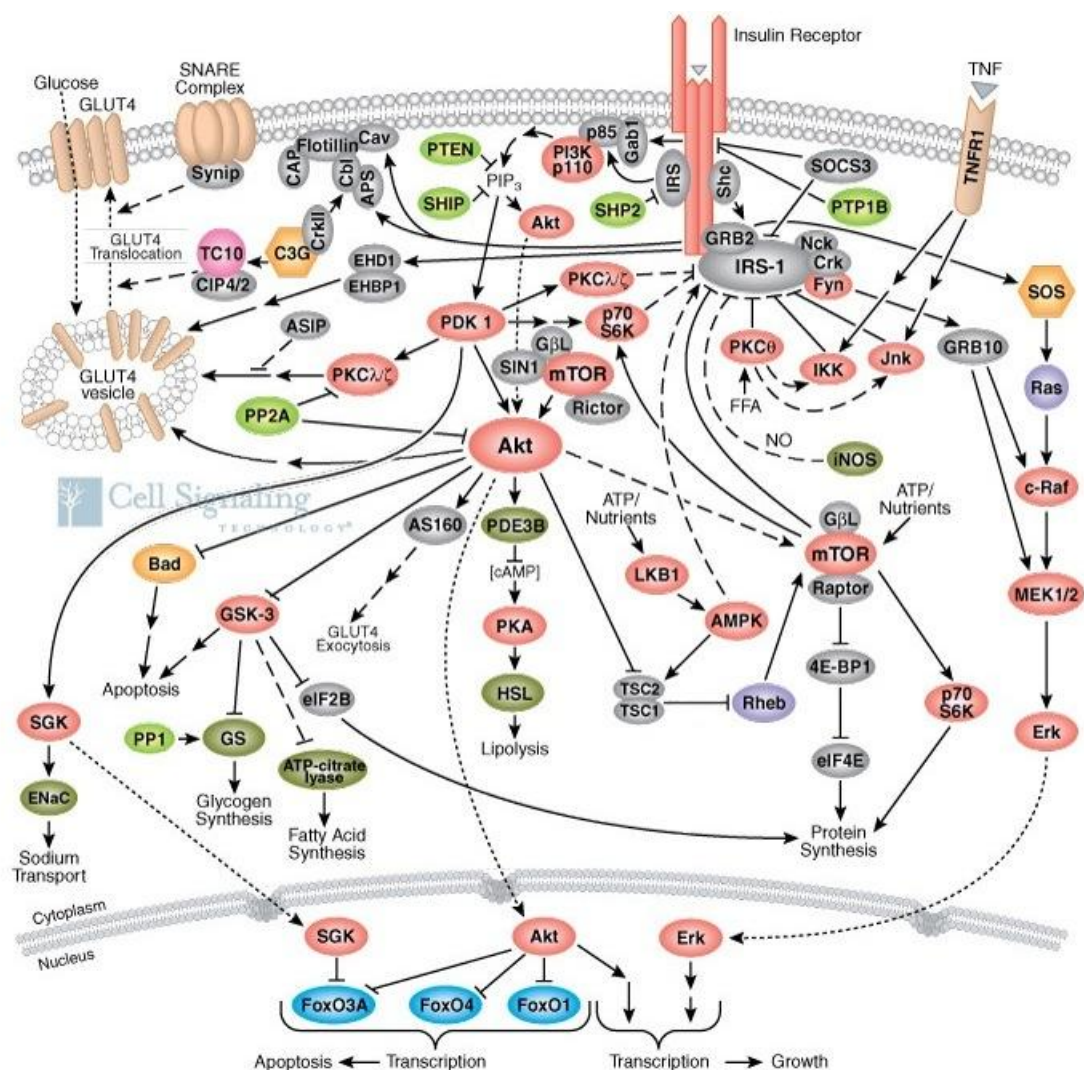 Insulin Receptor
TNF
TNFR1
Glucose
GLUT4
SNARE
Complex
Synip
CAP
Flotillin
Cav
Cbl
APS
CrkII
C3G
TC10
CIP4/2
GLUT4
Translocation
PTEN
SHIP
PIP3
Akt
PI3K
p110
p85
Gab1
SHP2
IRS
Shc
SOCS3
PTP1B
GRB2
IRS-1
Nck
Crk
Fyn
SOS
EHD1
EHBP1
ASIP
GLUT4
vesicle
PKCλ/ζ
PP2A
PDK 1
PKCλ/ζ
p70
S6K
GβL
SIN1
mTOR
Rictor
PKCθ
FFA
IKK
Jnk
GRB10
Ras
NO
iNOS
c-Raf
Akt
Cell Signaling
TECHNOLOGY®
Bad
AS160
PDE3B
[cAMP]
ATP/
Nutrients
LKB1
AMPK
GβL
mTOR
Raptor
ATP/
Nutrients
MEK1/2
GSK-3
GLUT4
Exocytosis
PKA
HSL
Lipolysis
Apoptosis
eIF2B
TSC2
TSC1
Rheb
4E-BP1
eIF4E
p70
S6K
Erk
SGK
PP1
GS
ENaC
Glycogen
Synthesis
ATP-citrate
lyase
Fatty Acid
Synthesis
Protein
Synthesis
Sodium
Transport
Cytoplasm
Nucleus
SGK
Akt
Erk
FoxO3A
FoxO4
FoxO1
Apoptosis
Transcription
Transcription
Growth